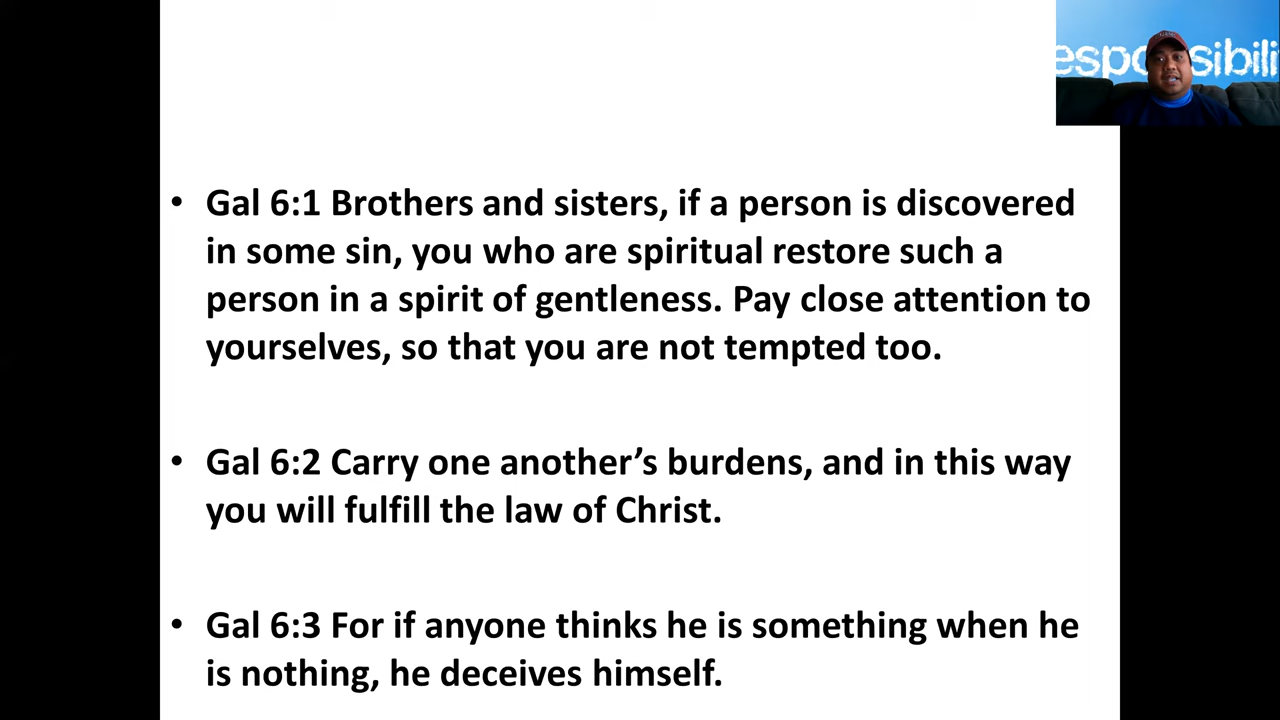 esponsibili
• Gal 6:1 Brothers and sisters, if a person is discovered
in some sin, you who are spiritual restore such a
person in a spirit of gentleness. Pay close attention to
yourselves, so that you are not tempted too.
• Gal 6:2 Carry one another’s burdens, and in this way
you will fulfill the law of Christ.
• Gal 6:3 For if anyone thinks he is something when he
is nothing, he deceives himself.